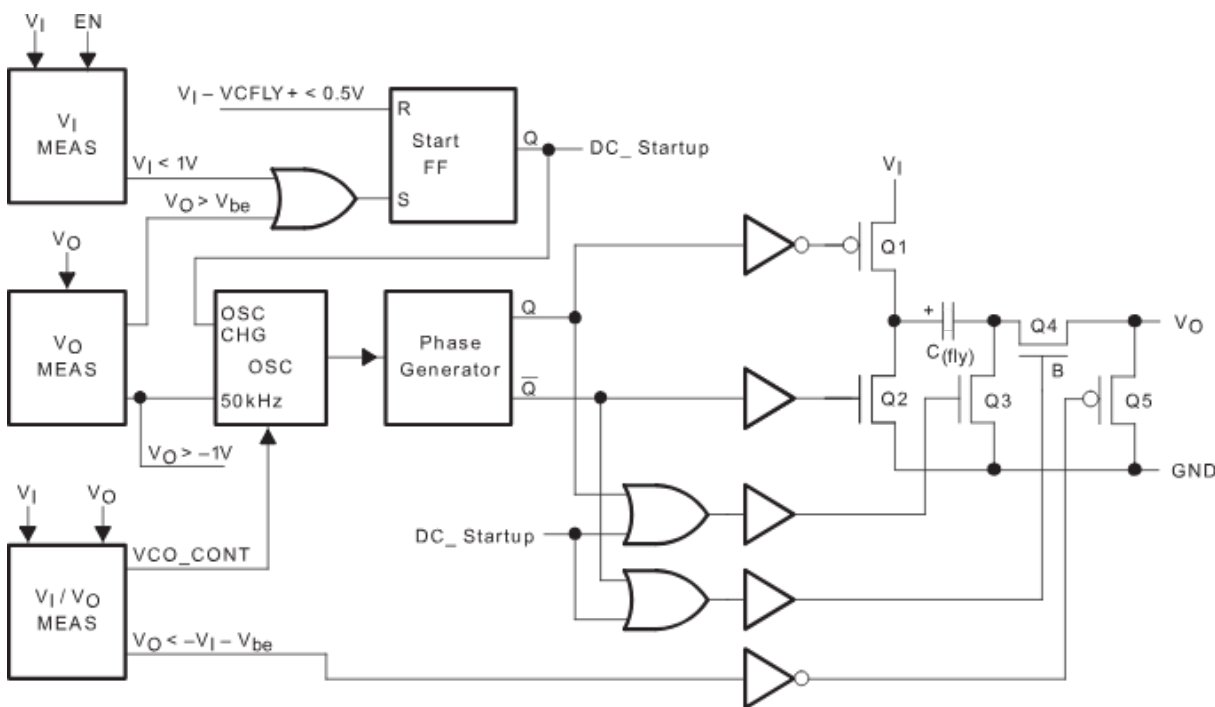 VI EN
VI MEAS
VI < 1V
VO > Vbe
VI – VCFLY + < 0.5V
R
Start FF
S
Q
DC_ Startup
VO
VO MEAS
VO > –1V
OSC CHG
OSC
50kHz
Phase Generator
Q
Q̅
VI VO
VI / VO MEAS
VCO_CONT
VO < –VI – Vbe
DC_ Startup
VI
Q1
+
C(fly)
Q4
B
VO
Q2
Q3
Q5
GND